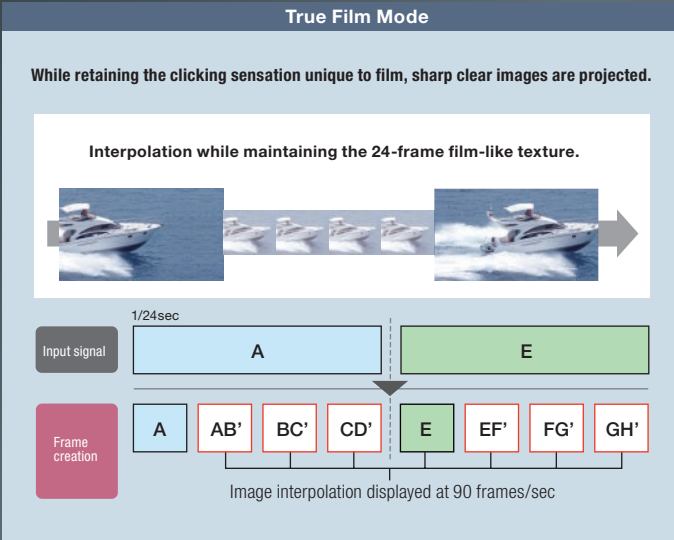 True Film Mode
While retaining the clicking sensation unique to film, sharp clear images are projected.
Interpolation while maintaining the 24-frame film-like texture.
1/24sec
Input signal
A
E
Frame
creation
A
AB’
BC’
CD’
E
EF’
FG’
GH’
Image interpolation displayed at 90 frames/sec